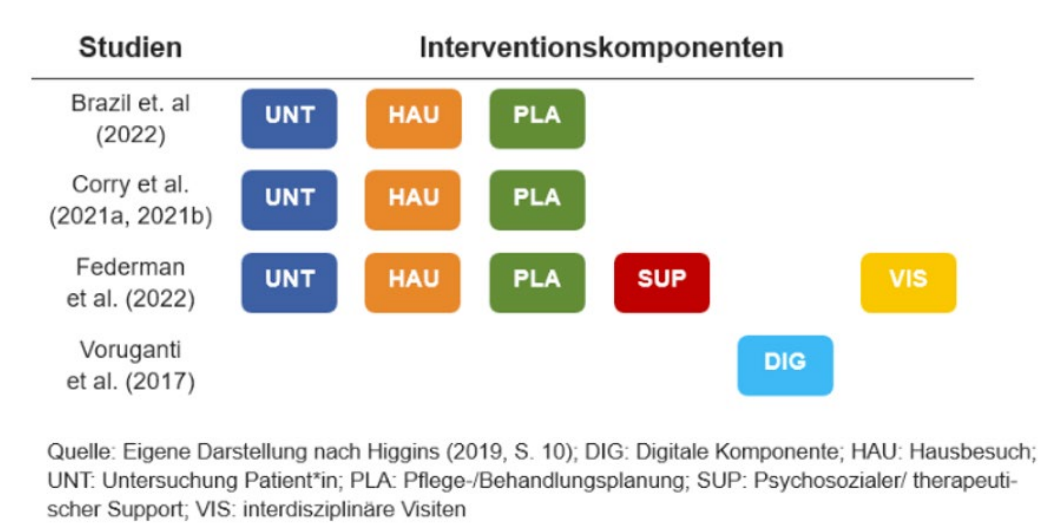 Studien Interventionskomponenten
Brazil et. al
(2022)
UNT HAU PLA
Corry et al.
(2021a, 2021b)
UNT HAU PLA
Federman
et al. (2022)
UNT HAU PLA SUP VIS
Voruganti
et al. (2017)
DIG
Quelle: Eigene Darstellung nach Higgins (2019, S. 10); DIG: Digitale Komponente; HAU: Hausbesuch;
UNT: Untersuchung Patient*in; PLA: Pflege-/Behandlungsplanung; SUP: Psychosozialer/ therapeuti-
scher Support; VIS: interdisziplinäre Visiten